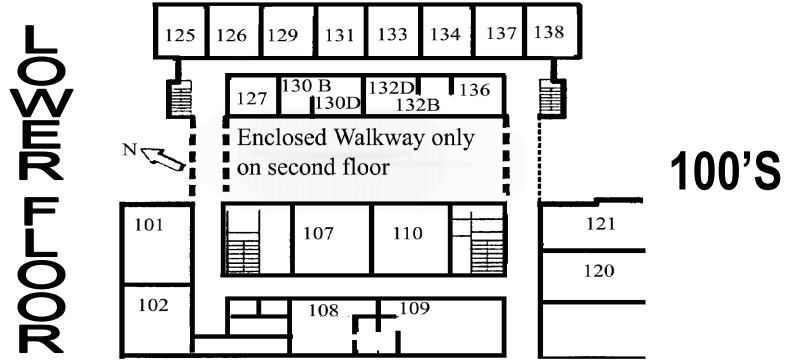 LOWER FLOOR
125 126 129 131 133 134 137 138
127 130 B 130D 132D 132B 136
N
Enclosed Walkway only
on second floor
100'S
101 107 110 121
120
102 108 109